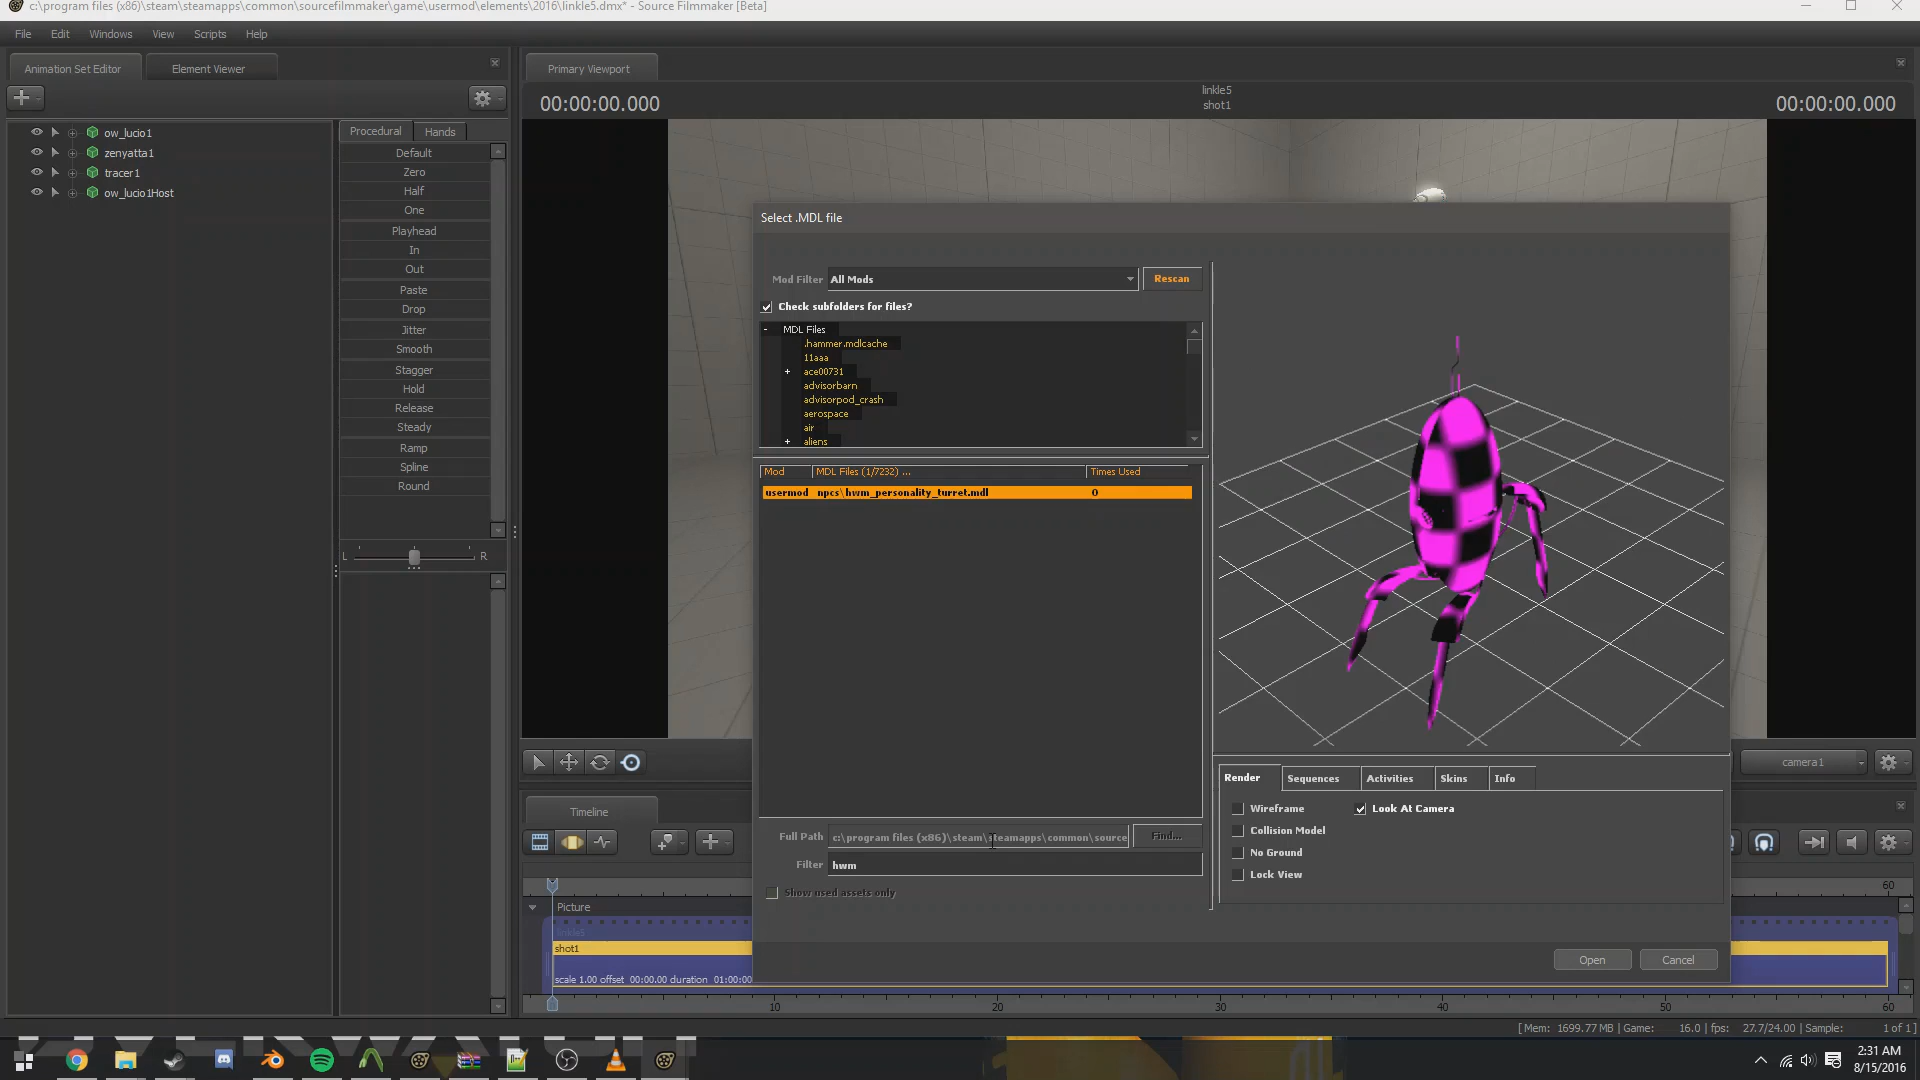 c:\program files (x86)\steam\steamapps\common\sourcefilmmaker\game\usermod\elements\2016\linkle5.dmx* - Source Filmmaker [Beta]
File Edit Windows View Scripts Help
Animation Set Editor Element Viewer
Primary Viewport
00:00:00.000
linkle5
shot1
00:00:00.000
ow_lucio1
zenyatta1
tracer1
ow_lucio1Host
Procedural Hands
Default
Zero
Half
One
Playhead
In
Out
Paste
Drop
Jitter
Smooth
Stagger
Hold
Release
Steady
Ramp
Spline
Round
L R
Select .MDL file
Mod Filter All Mods Rescan
Check subfolders for files?
- MDL Files
.hammer.mdlcache
11aaa
+ ace00731
advisorbarn
advisorpod_crash
aerospace
air
+ aliens
Mod MDL Files (1/7232) ... Times Used
usermod npcs\hwm_personality_turret.mdl 0
Full Path c:\program files (x86)\steam\steamapps\common\source Find...
Filter hwm
Show used assets only
Render Sequences Activities Skins Info
Wireframe Look At Camera
Collision Model
No Ground
Lock View
Open Cancel
camera1
Timeline
60
Picture
linkle5
shot1
scale 1.00 offset 00:00.00 duration 01:00:00
10 20 30 40 50 60
[ Mem: 1699.77 MB | Game: 16.0 | fps: 27.7/24.00 | Sample: 1 of 1 ]
2:31 AM
8/15/2016